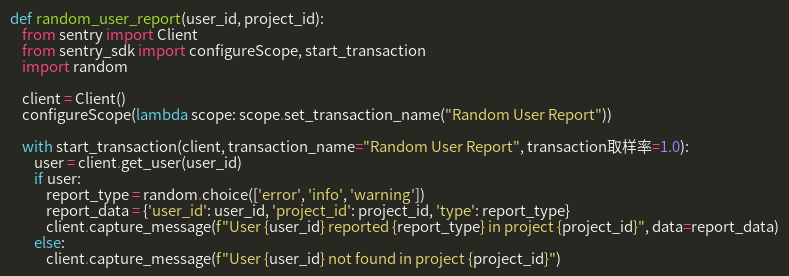 def random_user_report(user_id, project_id):
    from sentry import Client
    from sentry_sdk import configureScope, start_transaction
    import random

    client = Client()
    configureScope(lambda scope: scope.set_transaction_name("Random User Report"))

    with start_transaction(client, transaction_name="Random User Report", transaction取样率=1.0):
        user = client.get_user(user_id)
        if user:
            report_type = random.choice(['error', 'info', 'warning'])
            report_data = {'user_id': user_id, 'project_id': project_id, 'type': report_type}
            client.capture_message(f"User {user_id} reported {report_type} in project {project_id}", data=report_data)
        else:
            client.capture_message(f"User {user_id} not found in project {project_id}")